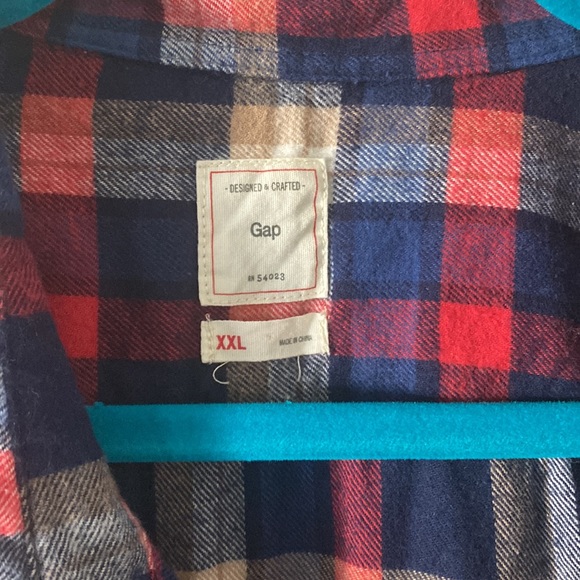 - DESIGNED & CRAFTED -
Gap
RN 54023
XXL
MADE IN CHINA